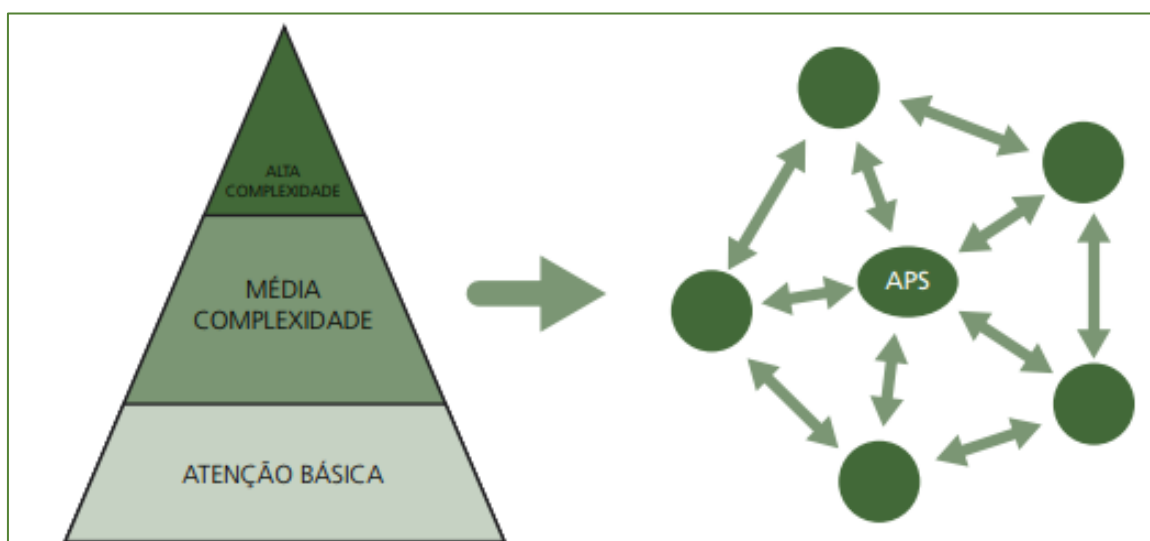 ALTA
COMPLEXIDADE
MÉDIA
COMPLEXIDADE
ATENÇÃO BÁSICA
APS